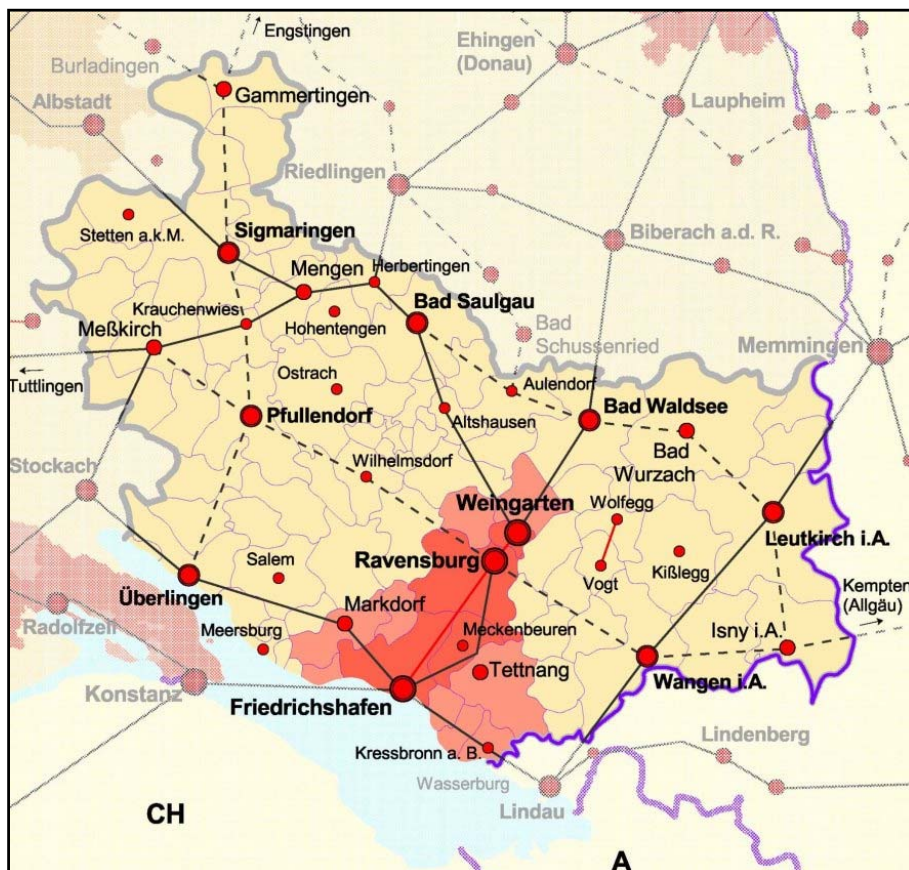 Engstingen
Ehingen
(Donau)
Burladingen
Albstadt
Gammertingen
Laupheim
Riedlingen
Stetten a.k.M.
Sigmaringen
Biberach a.d. R.
Mengen
Herbertingen
Krauchenwies
Bad Saulgau
Meßkirch
Hohentengen
Bad
Schussenried
Memmingen
Tuttlingen
Ostrach
Aulendorf
Pfullendorf
Altshausen
Bad Waldsee
Bad
Wurzach
Stockach
Wilhelmsdorf
Weingarten
Wolfegg
Leutkirch i.A.
Salem
Ravensburg
Vogt
Kißlegg
Überlingen
Kempten
(Allgäu)
Radolfzell
Markdorf
Meersburg
Meckenbeuren
Isny i.A.
Tettnang
Konstanz
Wangen i.A.
Friedrichshafen
Kressbronn a. B.
Lindenberg
Wasserburg
Lindau
CH
A